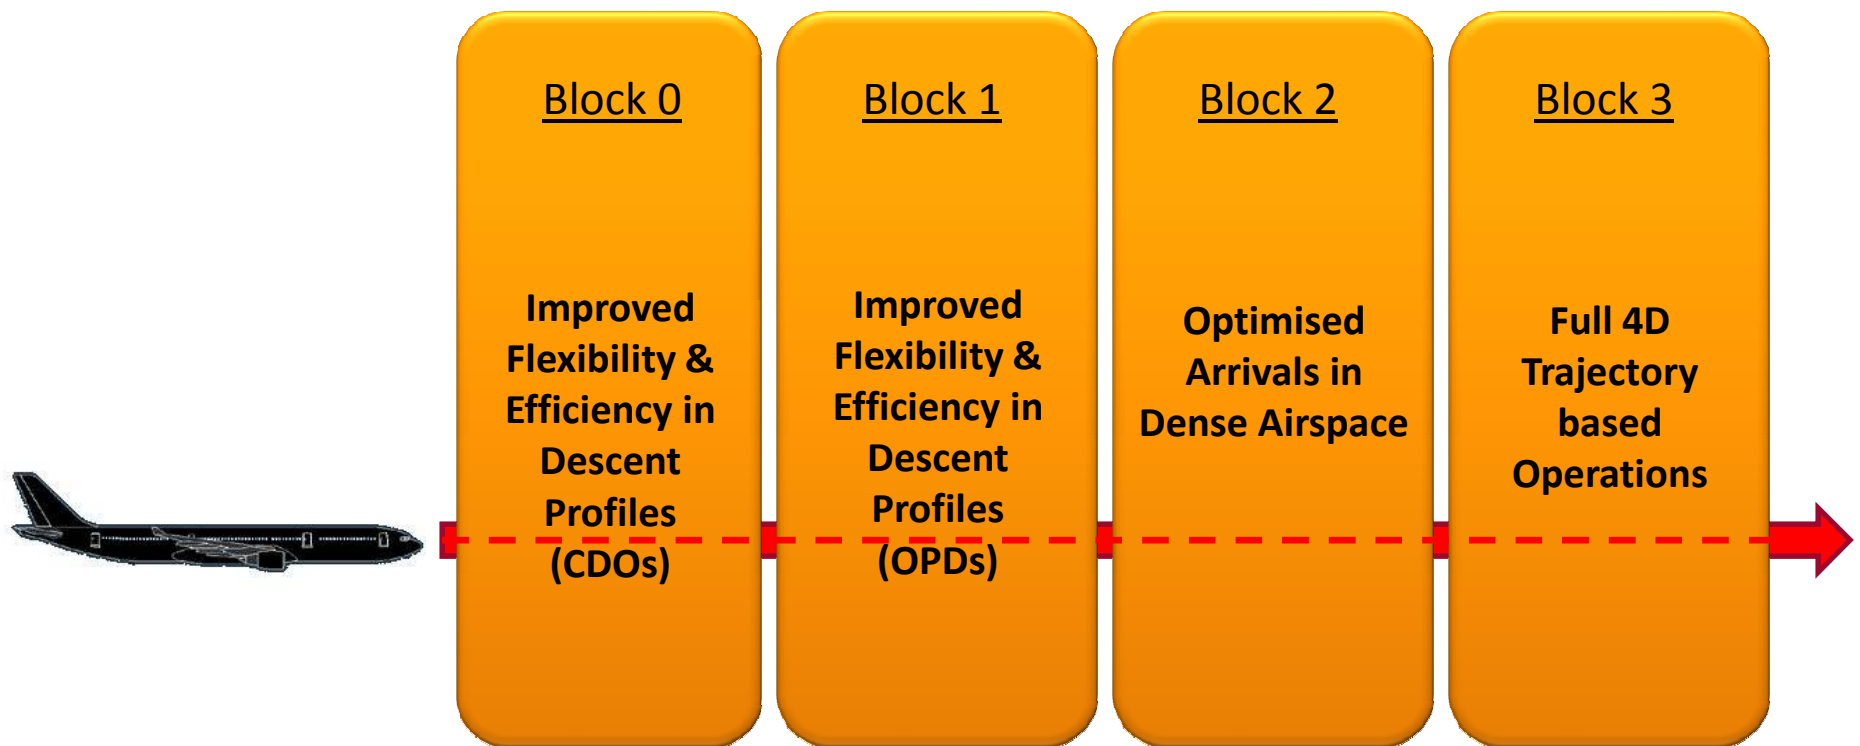 Block 0
Improved
Flexibility &
Efficiency in
Descent
Profiles
(CDOs)
Block 1
Improved
Flexibility &
Efficiency in
Descent
Profiles
(OPDs)
Block 2
Optimised
Arrivals in
Dense Airspace
Block 3
Full 4D
Trajectory
based
Operations